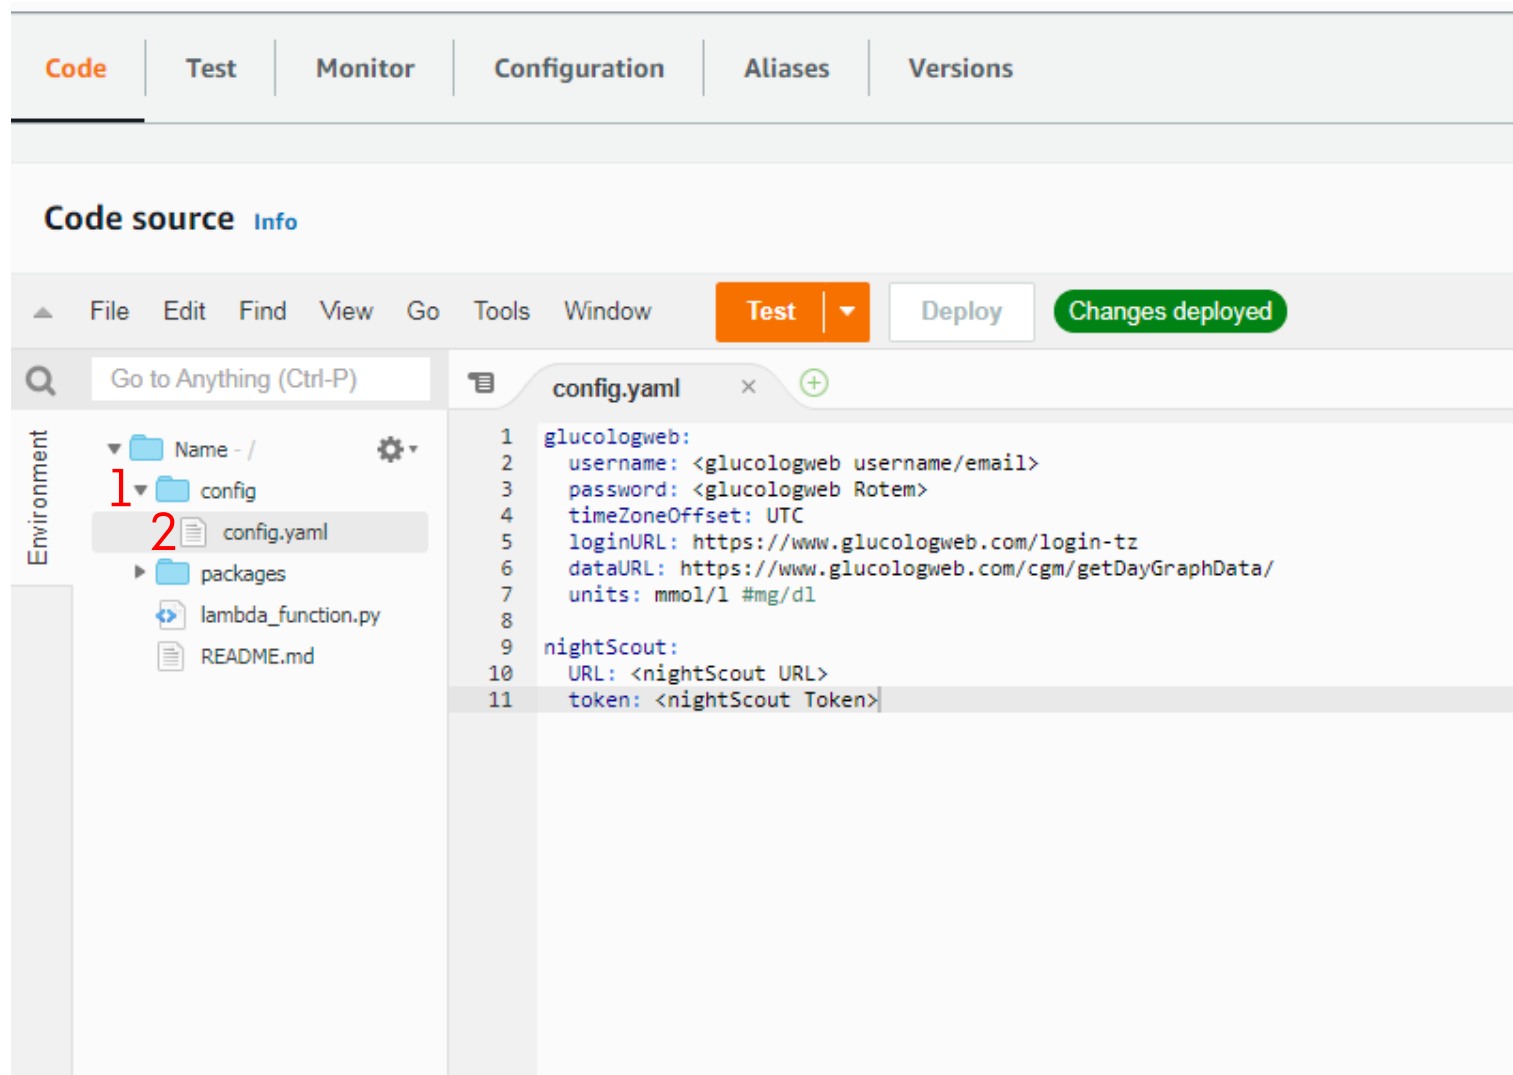 Code Test Monitor Configuration Aliases Versions
Code source Info
File Edit Find View Go Tools Window Test Deploy Changes deployed
Go to Anything (Ctrl-P)
config.yaml
Environment
Name - /
1 config
2 config.yaml
packages
lambda_function.py
README.md
1 glucologweb:
2   username: <glucologweb username/email>
3   password: <glucologweb Rotem>
4   timeZoneOffset: UTC
5   loginURL: https://www.glucologweb.com/login-tz
6   dataURL: https://www.glucologweb.com/cgm/getDayGraphData/
7   units: mmol/l #mg/dl
8
9 nightScout:
10   URL: <nightScout URL>
11   token: <nightScout Token>